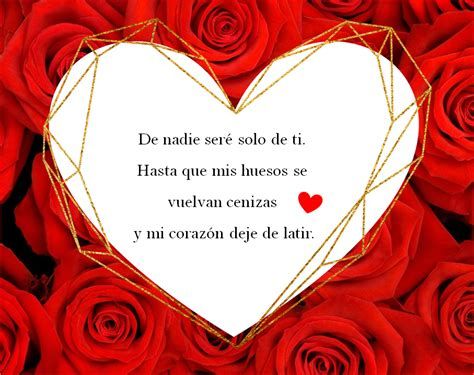 De nadie seré solo de ti.
Hasta que mis huesos se
vuelvan cenizas
y mi corazón deje de latir.